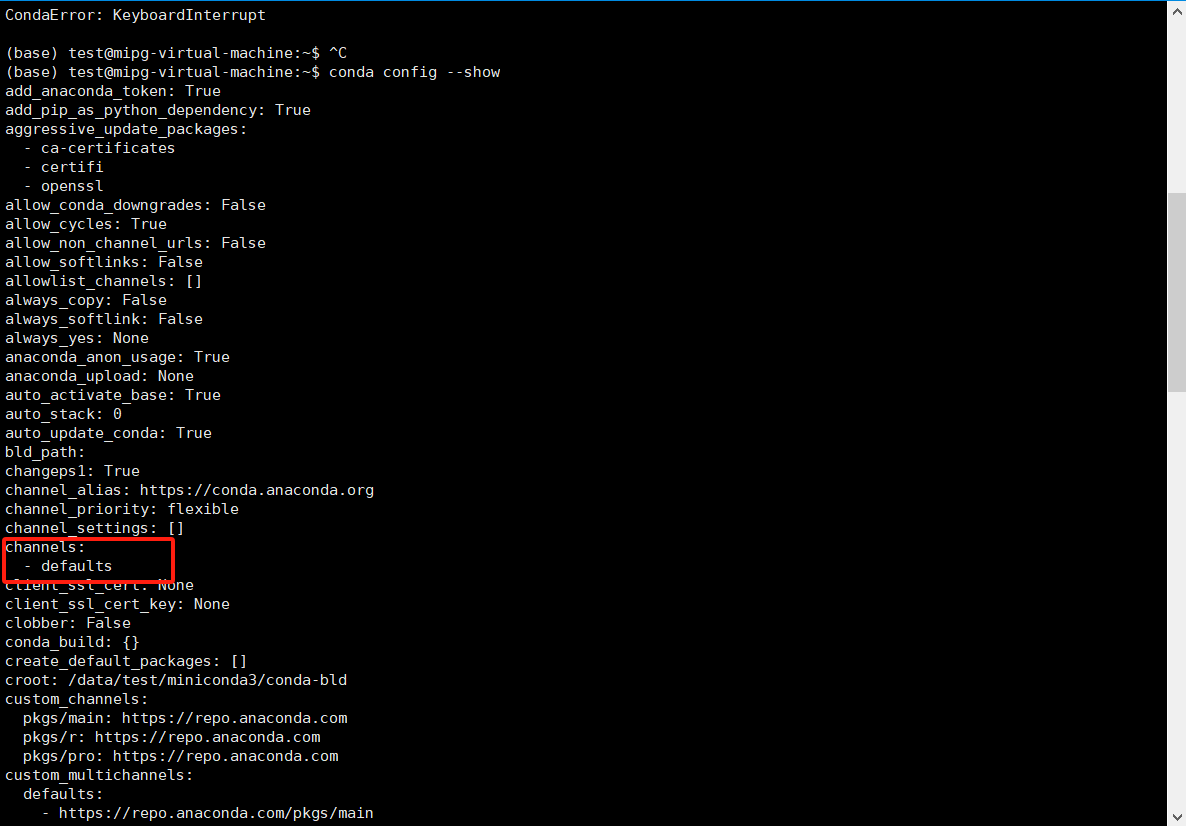 CondaError: KeyboardInterrupt
(base) test@mipg-virtual-machine:~$ ^C
(base) test@mipg-virtual-machine:~$ conda config --show
add_anaconda_token: True
add_pip_as_python_dependency: True
aggressive_update_packages:
  - ca-certificates
  - certifi
  - openssl
allow_conda_downgrades: False
allow_cycles: True
allow_non_channel_urls: False
allow_softlinks: False
allowlist_channels: []
always_copy: False
always_softlink: False
always_yes: None
anaconda_anon_usage: True
anaconda_upload: None
auto_activate_base: True
auto_stack: 0
auto_update_conda: True
bld_path:
changeps1: True
channel_alias: https://conda.anaconda.org
channel_priority: flexible
channel_settings: []
channels:
  - defaults
client_ssl_cert: None
client_ssl_cert_key: None
clobber: False
conda_build: {}
create_default_packages: []
croot: /data/test/miniconda3/conda-bld
custom_channels:
  pkgs/main: https://repo.anaconda.com
  pkgs/r: https://repo.anaconda.com
  pkgs/pro: https://repo.anaconda.com
custom_multichannels:
  defaults:
    - https://repo.anaconda.com/pkgs/main